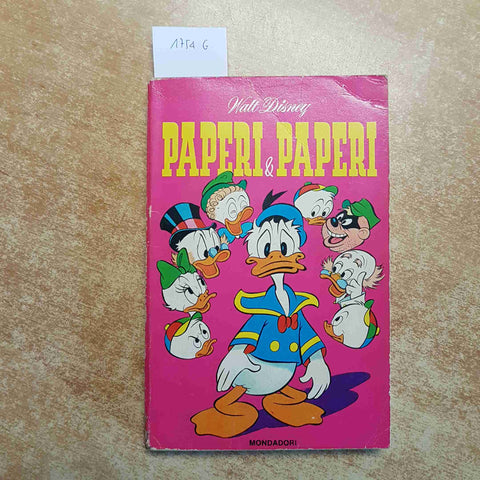 1754 G
Walt Disney
PAPERI & PAPERI
MONDADORI